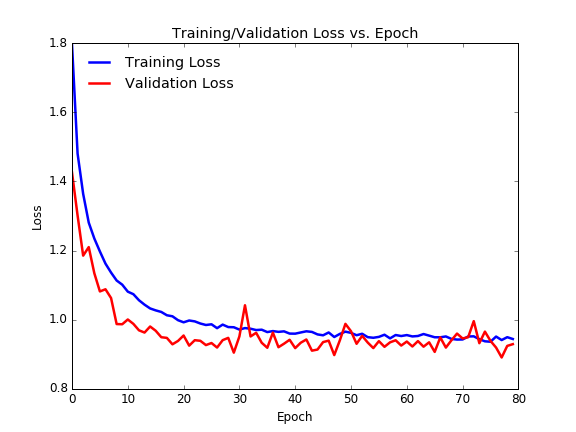 Training/Validation Loss vs. Epoch
1.8
Training Loss
Validation Loss
1.6
1.4
1.2
1.0
0.8
Loss
0 10 20 30 40 50 60 70 80
Epoch